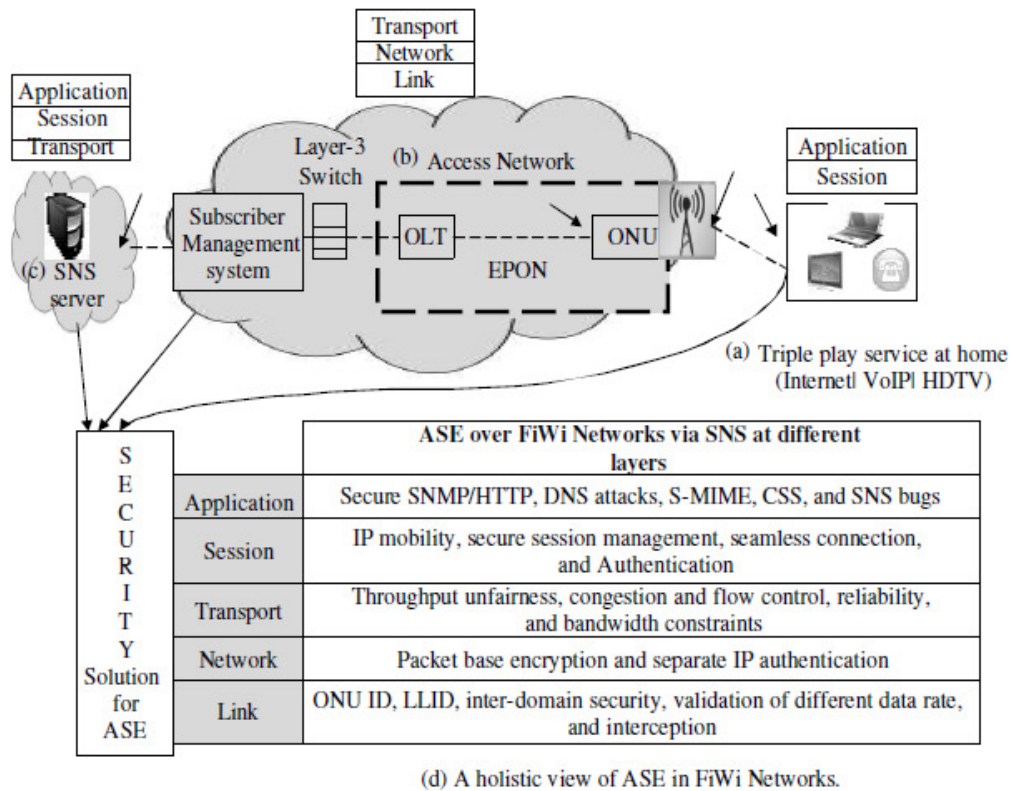 Transport
Network
Link
Application
Session
Transport
Layer-3
Switch
(b) Access Network
Application
Session
Subscriber
Management
system
OLT
ONU
EPON
(c) SNS
server
(a) Triple play service at home
(Internet| VoIP| HDTV)
S
E
C
U
R
I
T
Y
Solution
for
ASE
ASE over FiWi Networks via SNS at different
layers
Application
Secure SNMP/HTTP, DNS attacks, S-MIME, CSS, and SNS bugs
Session
IP mobility, secure session management, seamless connection,
and Authentication
Transport
Throughput unfairness, congestion and flow control, reliability,
and bandwidth constraints
Network
Packet base encryption and separate IP authentication
Link
ONU ID, LLID, inter-domain security, validation of different data rate,
and interception
(d) A holistic view of ASE in FiWi Networks.